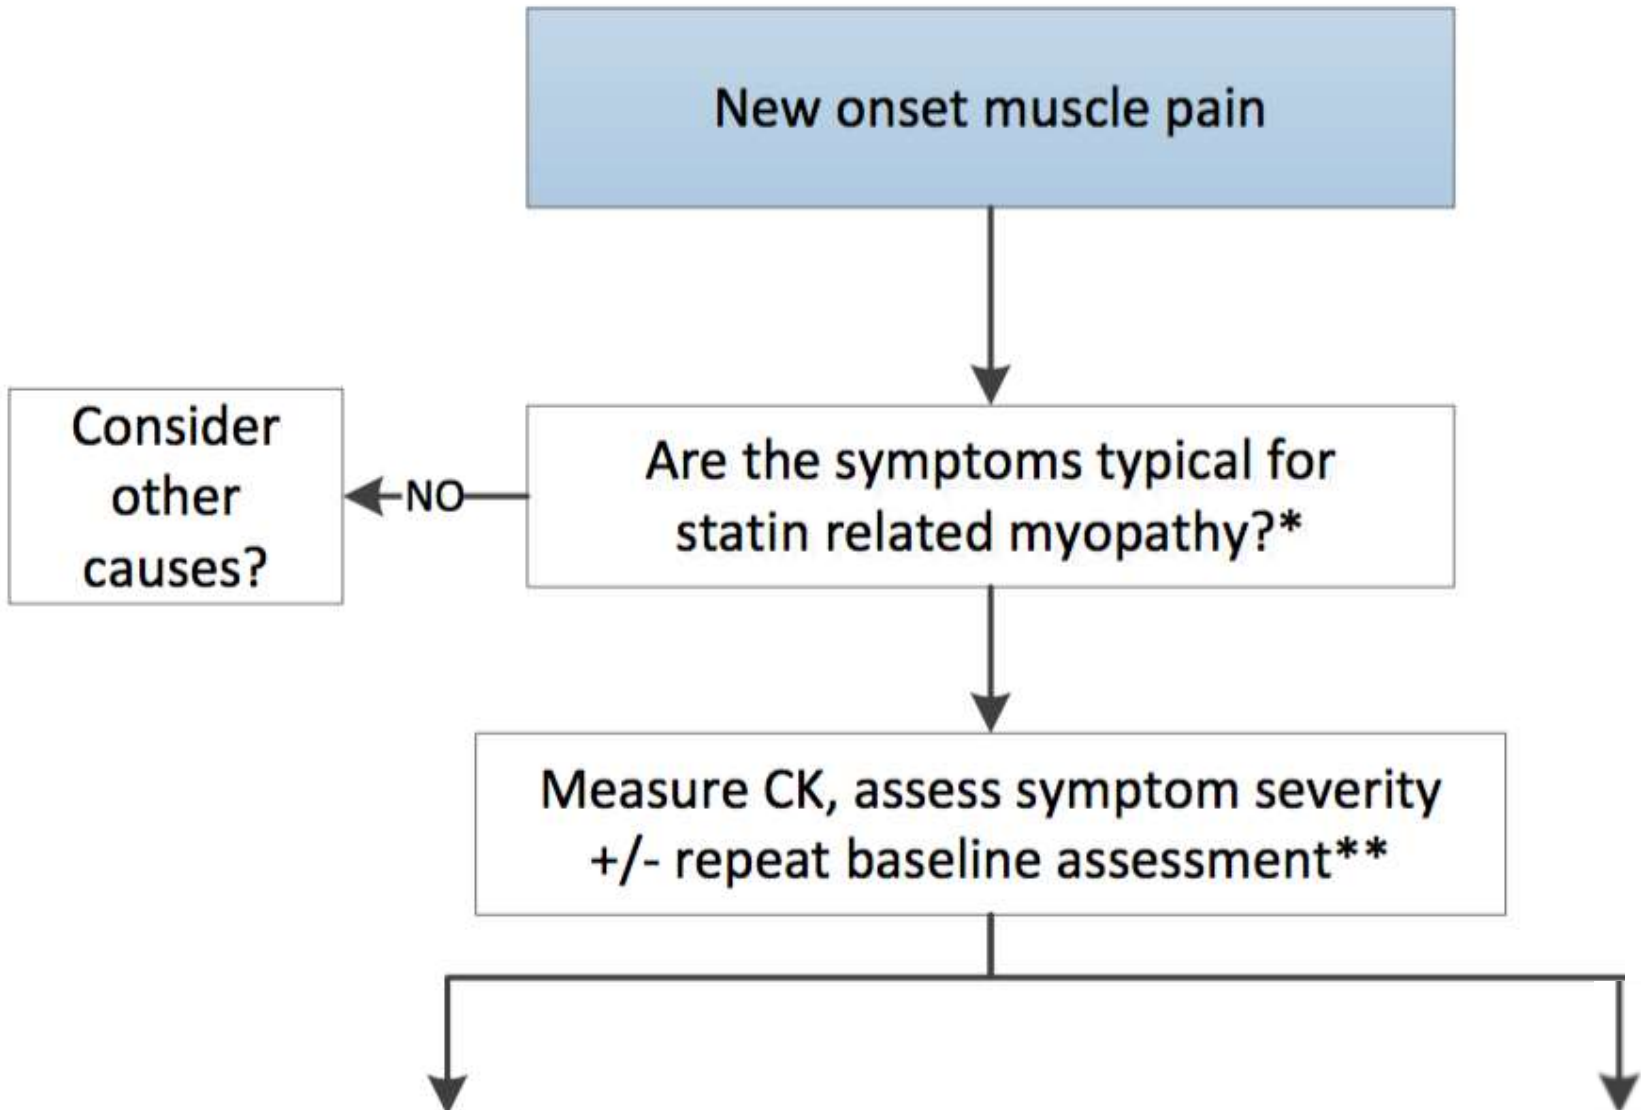 New onset muscle pain
Consider
other
causes?
NO
Are the symptoms typical for
statin related myopathy?*
Measure CK, assess symptom severity
+/- repeat baseline assessment**